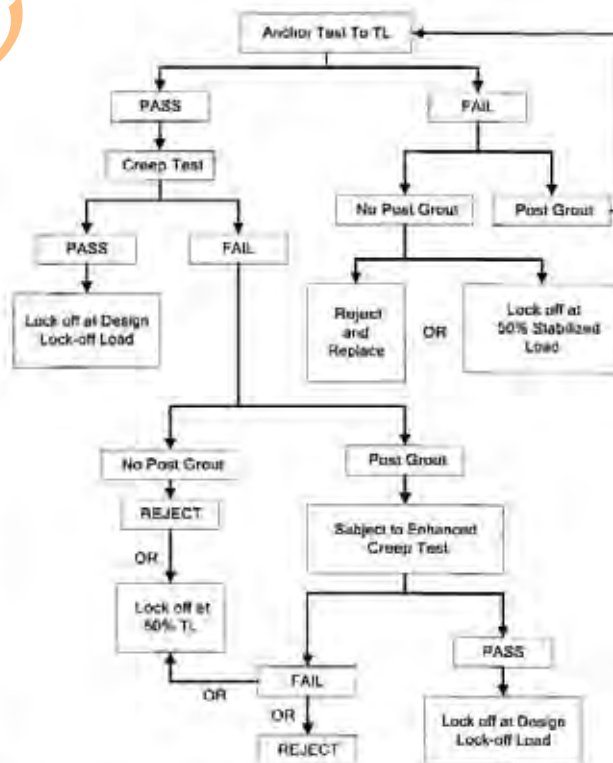 Anchor Test To TL
PASS
FAIL
Creep Test
No Post Grout
Post Grout
PASS
FAIL
Lock off at Design
Lock-off Load
Reject
and
Replace
OR
Lock off at
50% Stabilized
Load
No Post Grout
Post Grout
REJECT
Subject to Enhanced
Creep Test
OR
Lock off at
50% TL
PASS
FAIL
OR
OR
Lock off at Design
Lock-off Load
REJECT